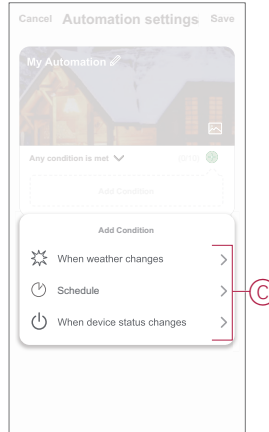 Cancel Automation settings Save
My Automation
Any condition is met
Add Condition
Add Condition
When weather changes
Schedule
When device status changes
C